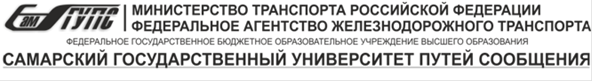 СамГУПС
МИНИСТЕРСТВО ТРАНСПОРТА РОССИЙСКОЙ ФЕДЕРАЦИИ
ФЕДЕРАЛЬНОЕ АГЕНТСТВО ЖЕЛЕЗНОДОРОЖНОГО ТРАНСПОРТА
ФЕДЕРАЛЬНОЕ ГОСУДАРСТВЕННОЕ БЮДЖЕТНОЕ ОБРАЗОВАТЕЛЬНОЕ УЧРЕЖДЕНИЕ ВЫСШЕГО ОБРАЗОВАНИЯ
САМАРСКИЙ ГОСУДАРСТВЕННЫЙ УНИВЕРСИТЕТ ПУТЕЙ СООБЩЕНИЯ